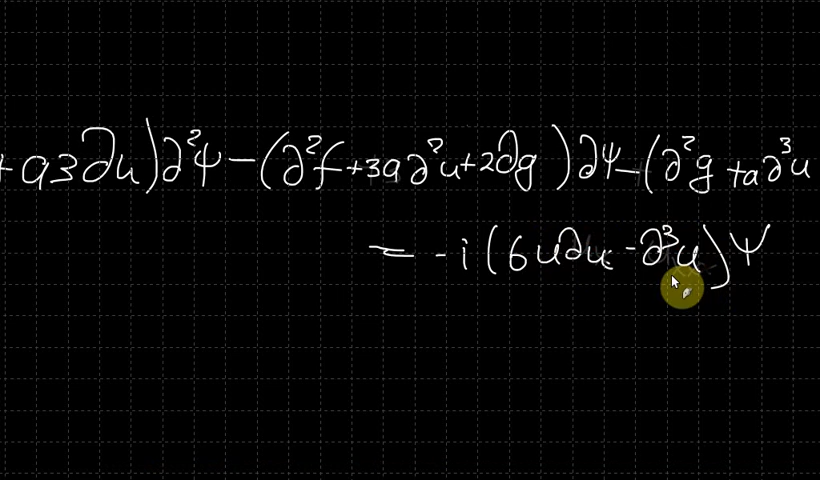 +a3∂u)∂²ψ-(∂²f+3a∂²u+2∂g)∂ψ-(∂²g+a∂³u
= -i(6u∂u-∂³u)ψ